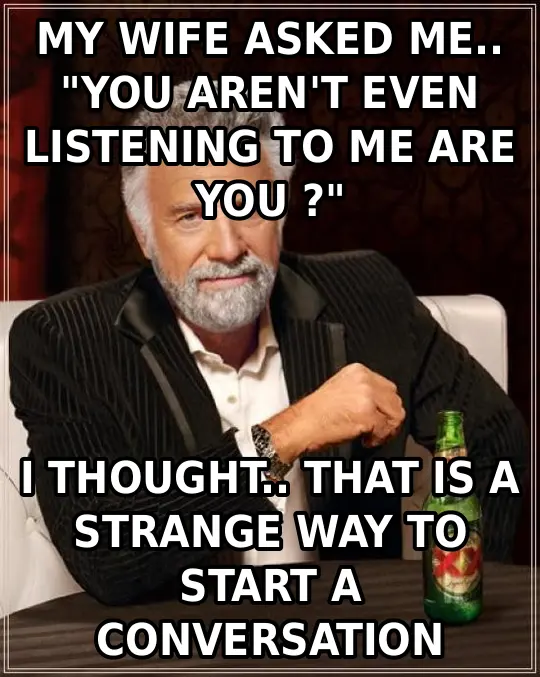 MY WIFE ASKED ME..
"YOU AREN'T EVEN
LISTENING TO ME ARE
YOU ?"
I THOUGHT.. THAT IS A
STRANGE WAY TO
START A
CONVERSATION
XX